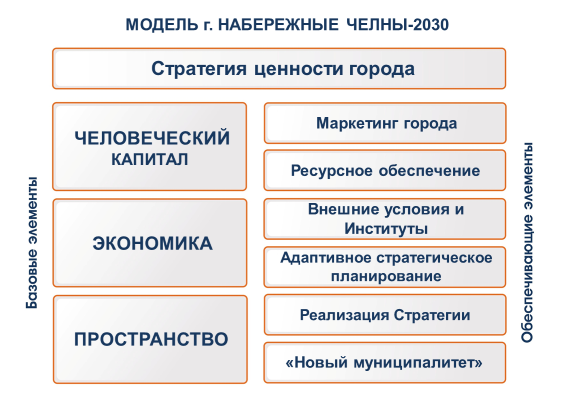 МОДЕЛЬ г. НАБЕРЕЖНЫЕ ЧЕЛНЫ-2030
Стратегия ценности города
Базовые элементы
ЧЕЛОВЕЧЕСКИЙ
КАПИТАЛ
ЭКОНОМИКА
ПРОСТРАНСТВО
Маркетинг города
Ресурсное обеспечение
Внешние условия и
Институты
Адаптивное стратегическое
планирование
Реализация Стратегии
«Новый муниципалитет»
Обеспечивающие элементы